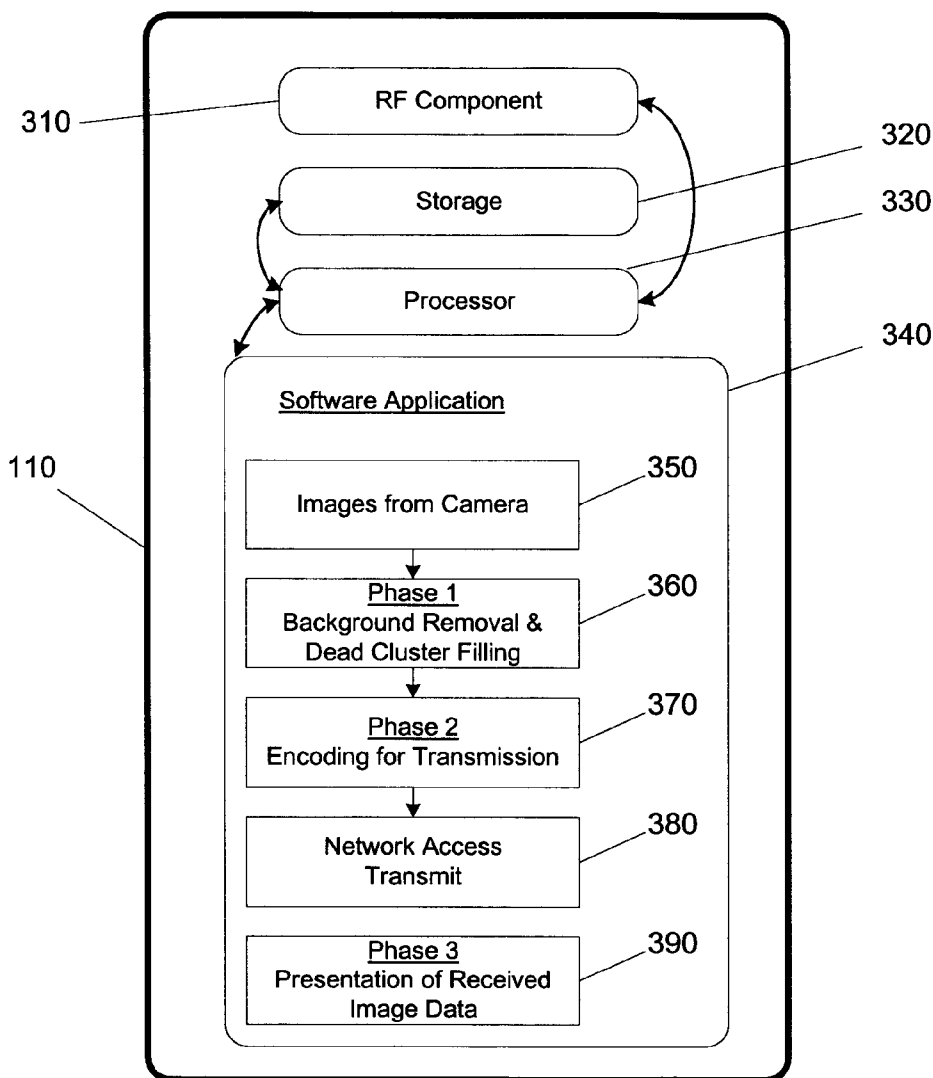 RF Component
310
320
Storage
330
Processor
340
Software Application
110
350
Images from Camera
Phase 1
360
Background Removal &
Dead Cluster Filling
370
Phase 2
Encoding for Transmission
380
Network Access
Transmit
390
Phase 3
Presentation of Received
Image Data